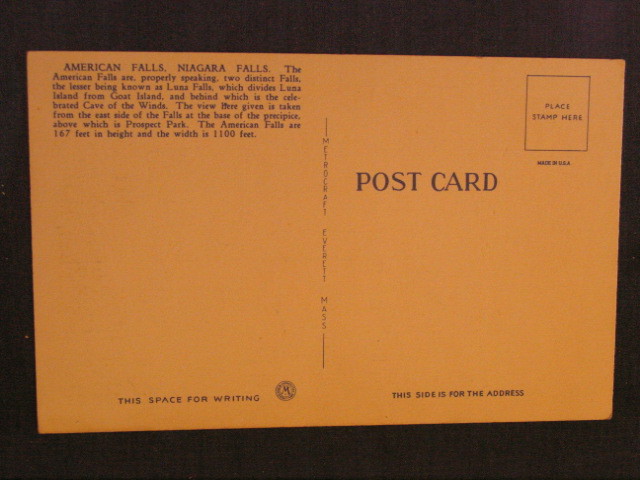 AMERICAN FALLS, NIAGARA FALLS. The
American Falls are, properly speaking, two distinct Falls,
the lesser being known as Luna Falls, which divides Luna
Island from Goat Island, and behind which is the cele-
brated Cave of the Winds. The view here given is taken
from the east side of the Falls at the base of the precipice,
above which is Prospect Park. The American Falls are
167 feet in height and the width is 1100 feet.
THIS SPACE FOR WRITING
METROCRAFT EVERETT MASS.
POST CARD
PLACE
STAMP HERE
MADE IN U.S.A.
THIS SIDE IS FOR THE ADDRESS